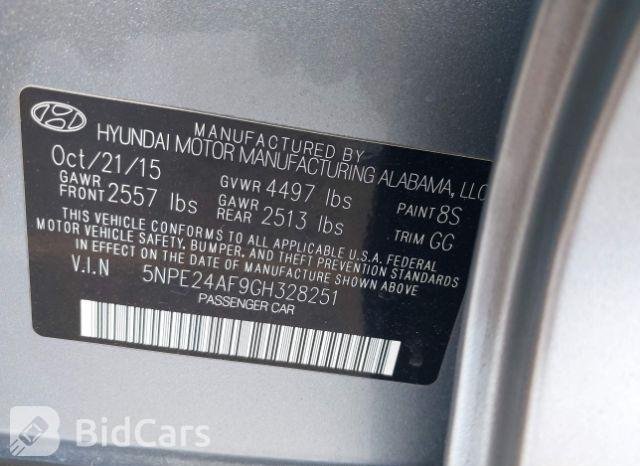 MANUFACTURED BY
HYUNDAI MOTOR MANUFACTURING ALABAMA, LLC
Oct/21/15
GAWR FRONT 2557 lbs GVWR 4497 lbs
GAWR REAR 2513 lbs PAINT 8S
TRIM GG
THIS VEHICLE CONFORMS TO ALL APPLICABLE U.S.A. FEDERAL
MOTOR VEHICLE SAFETY, BUMPER, AND THEFT PREVENTION STANDARDS
IN EFFECT ON THE DATE OF MANUFACTURE SHOWN ABOVE
V.I.N 5NPE24AF9GH328251
PASSENGER CAR
BidCars